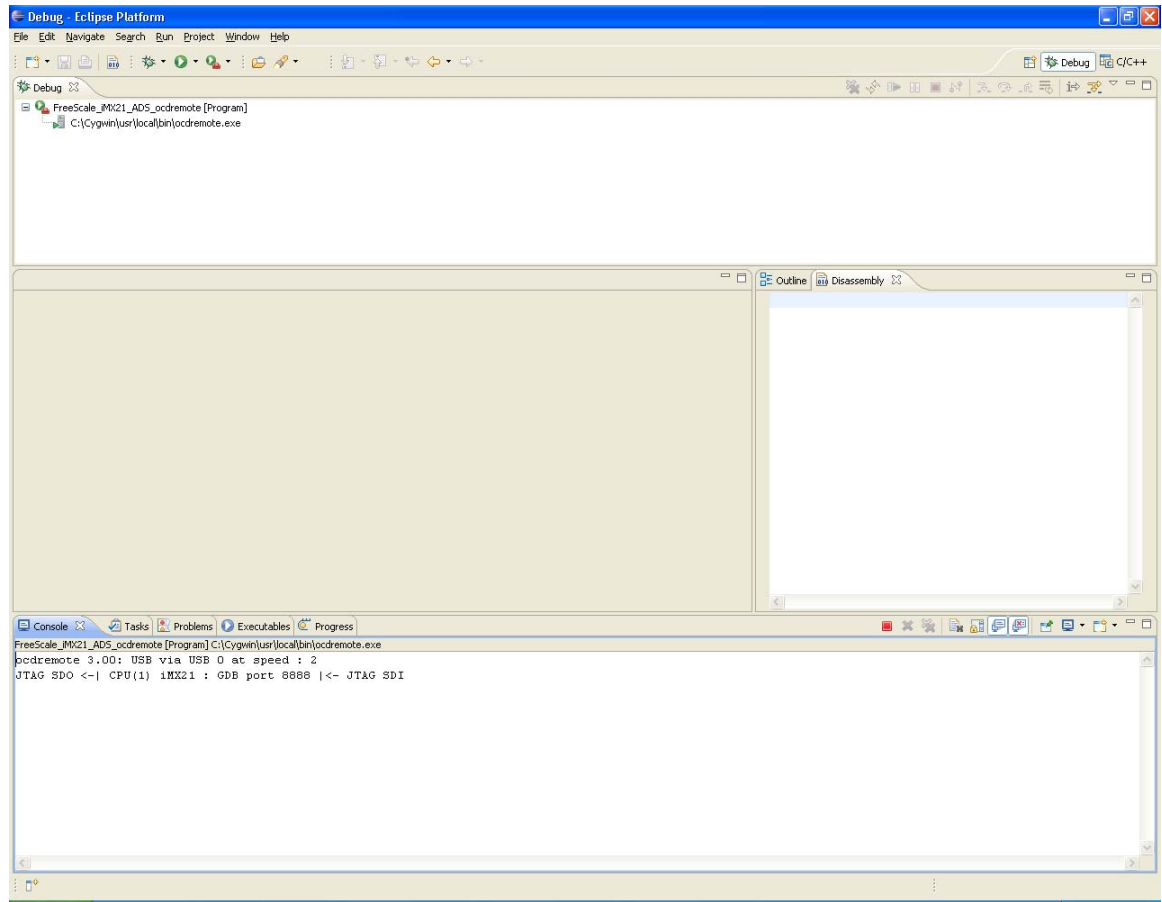 Debug - Eclipse Platform
File Edit Navigate Search Run Project Window Help
Debug C/C++
Debug
FreeScale_iMX21_ADS_ocdremote [Program]
C:\Cygwin\usr\local\bin\ocdremote.exe
Outline Disassembly
Console Tasks Problems Executables Progress
FreeScale_iMX21_ADS_ocdremote [Program] C:\Cygwin\usr\local\bin\ocdremote.exe
ocdremote 3.00: USB via USB 0 at speed : 2
JTAG SDO <-| CPU(1) iMX21 : GDB port 8888 |<- JTAG SDI